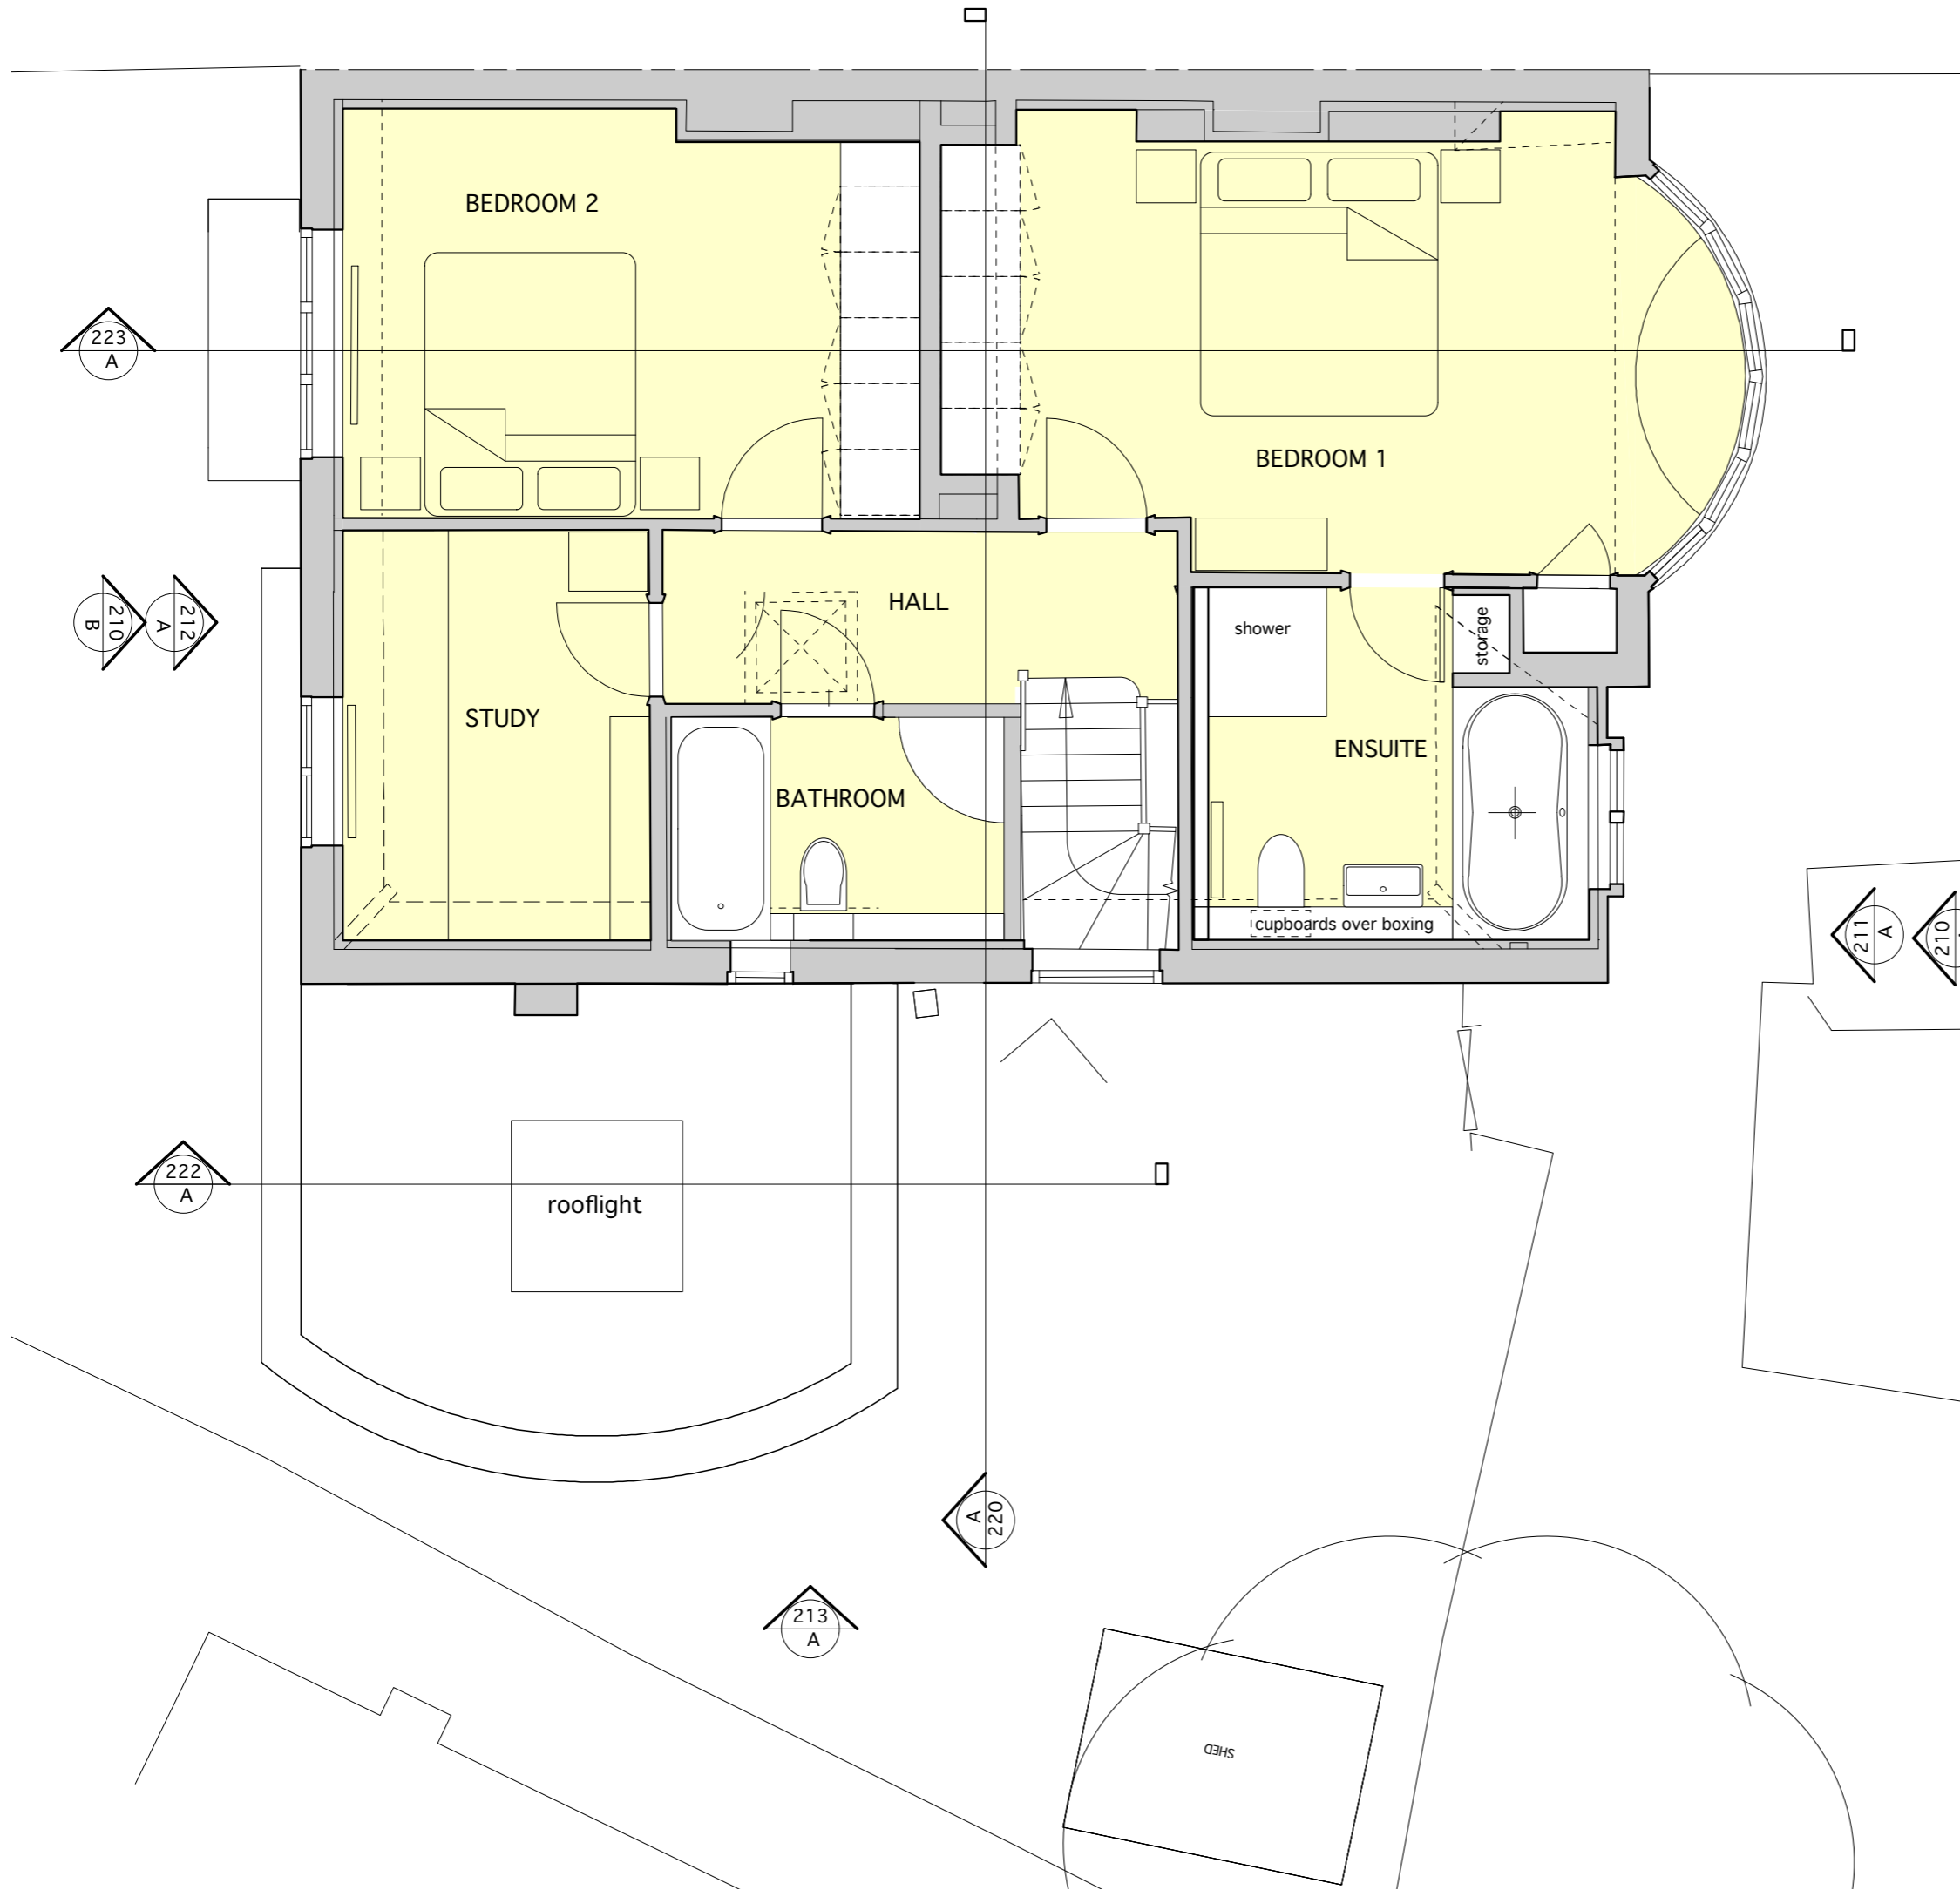 BEDROOM 2
223
A
BEDROOM 1
HALL
shower
storage
210
B
212
A
STUDY
ENSUITE
BATHROOM
cupboards over boxing
211
A
210
222
A
rooflight
A
220
213
A
SHED